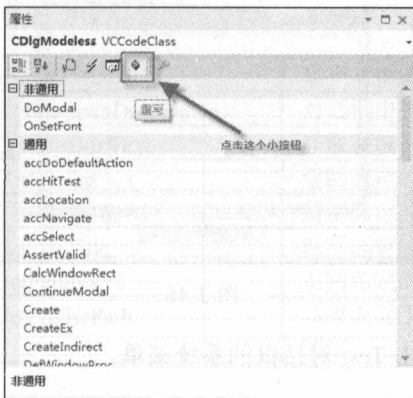 属性
CDlgModeless VCCodeClass
非通用
DoModal
重写
OnSetFont
点击这个小按钮
通用
accDoDefaultAction
accHitTest
accLocation
accNavigate
accSelect
AssertValid
CalcWindowRect
ContinueModal
Create
CreateEx
CreateIndirect
DefWindowProc
非通用